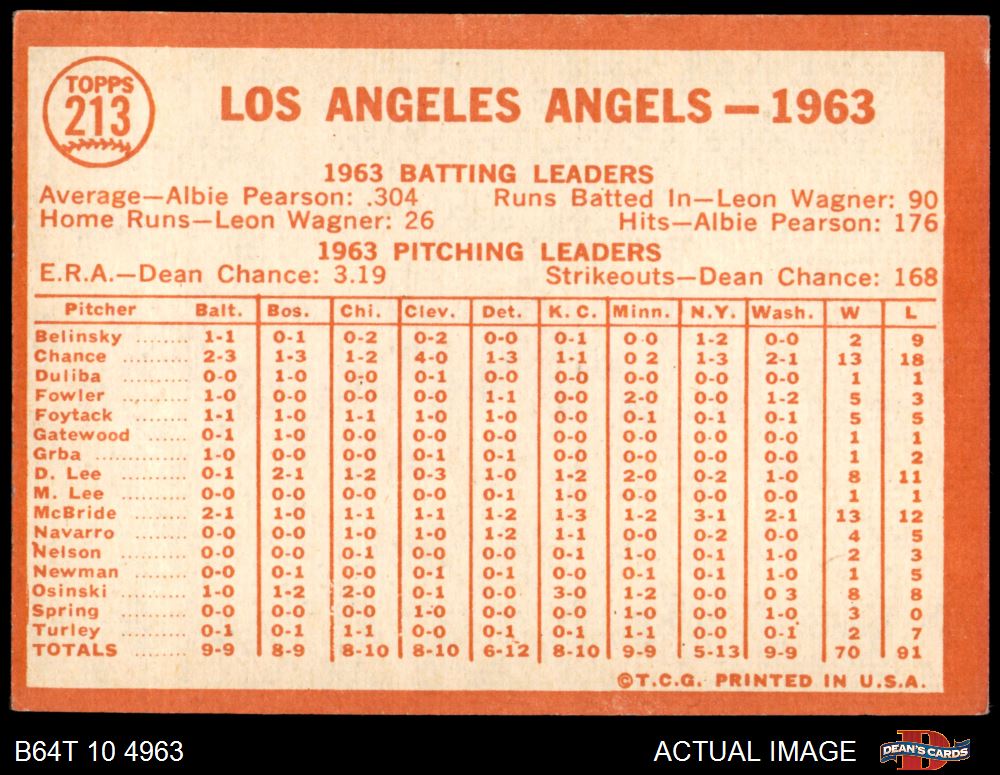 TOPPS
213
LOS ANGELES ANGELS — 1963
1963 BATTING LEADERS
Average—Albie Pearson: .304 Runs Batted In—Leon Wagner: 90
Home Runs—Leon Wagner: 26 Hits—Albie Pearson: 176
1963 PITCHING LEADERS
E.R.A.—Dean Chance: 3.19 Strikeouts—Dean Chance: 168
Pitcher Balt. Bos. Chi. Clev. Det. K. C. Minn. N.Y. Wash. W L
Belinsky 1-1 0-1 0-2 0-2 0-0 0-1 0 0 1-2 0-0 2 9
Chance ......... 2-3 1-3 1-2 4-0 1-3 1-1 0 2 1-3 2-1 13 18
Duliba ......... 0-0 1-0 0-0 0-1 0-0 0-0 0-0 0-0 0-0 1 1
Fowler ......... 1-0 0-0 0-0 0-0 1-1 0-0 2-0 0-0 1-2 5 3
Foytack ....... 1-1 1-0 1-1 1-0 1-0 0-0 0-1 0-1 0-1 5 5
Gatewood ...... 0-1 1-0 0-0 0-0 0-0 0-0 0-0 0-0 0-0 1 1
Grba ......... 1-0 0-0 0-0 0-1 0-1 0-0 0-0 0-0 0-0 1 2
D. Lee ......... 0-1 2-1 1-2 0-3 1-0 1-2 2-0 0-2 1-0 8 11
M. Lee ......... 0-0 0-0 0-0 0-0 0-1 1-0 0-0 0-0 0-0 1 1
McBride ....... 2-1 1-0 1-1 1-1 1-2 1-3 1-2 3-1 2-1 13 12
Navarro ....... 0-0 0-0 1-0 1-0 1-2 1-1 0-0 0-2 0-0 4 5
Nelson ......... 0-0 0-0 0-1 0-0 0-0 0-1 1-0 0-1 1-0 2 3
Newman ....... 0-0 0-1 0-0 0-1 0-1 0-0 0-1 0-1 1-0 1 5
Osinski ....... 1-0 1-2 2-0 0-1 0-0 3-0 1-2 0-0 0 3 8 8
Spring ......... 0-0 0-0 0-0 1-0 0-0 0-0 1-0 0-0 1-0 3 0
Turley ......... 0-1 0-1 1-1 0-0 0-1 0-1 1-1 0-0 0-1 2 7
TOTALS ......... 9-9 8-9 8-10 8-10 6-12 8-10 9-9 5-13 9-9 70 91
©T.C.G. PRINTED IN U.S.A.
B64T 10 4963 ACTUAL IMAGE DEAN'S CARDS